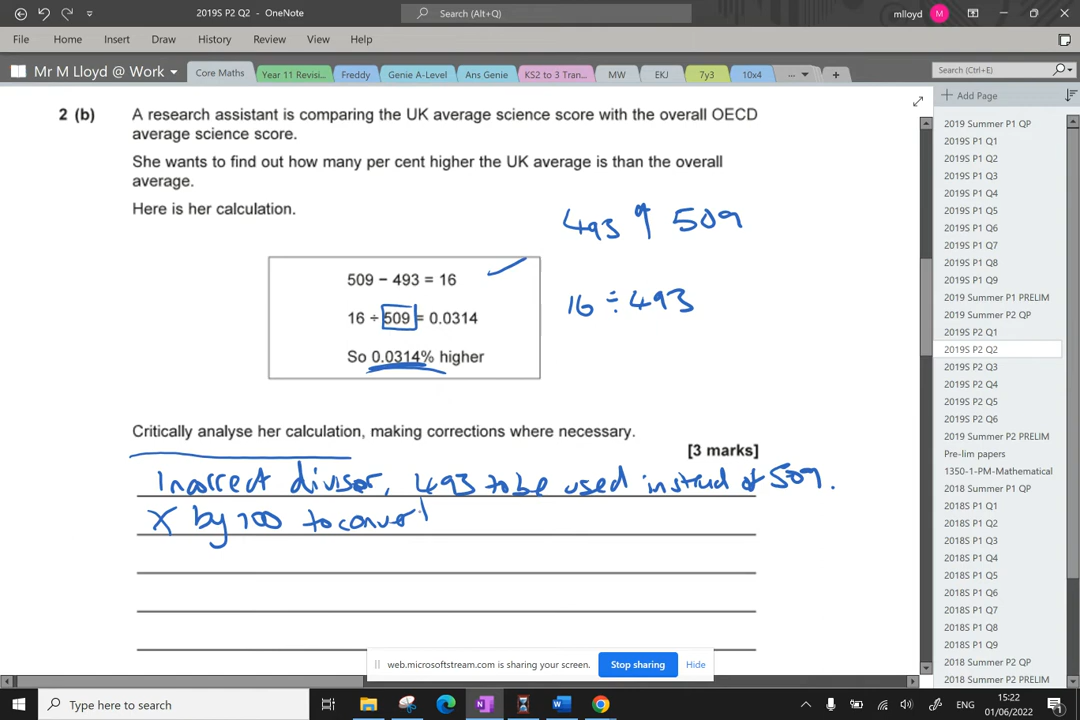 2019S P2 Q2 - OneNote
Search (Alt+Q)
mlloyd
M
File Home Insert Draw History Review View Help
Mr M Lloyd @ Work
Core Maths
Year 11 Revisi...
Freddy
Genie A-Level
Ans Genie
KS2 to 3 Tran...
MW
EKJ
7y3
10x4
...
+
Search (Ctrl+E)
2 (b) A research assistant is comparing the UK average science score with the overall OECD
average science score.
She wants to find out how many per cent higher the UK average is than the overall
average.
Here is her calculation.
493 ↑ 509
509 − 493 = 16
16 ÷ 493
16 ÷ 509 = 0.0314
So 0.0314% higher
Critically analyse her calculation, making corrections where necessary.
[3 marks]
Incorrect divisor, 493 to be used instead of 509.
X by 100 to convert
Add Page
2019 Summer P1 QP
2019S P1 Q1
2019S P1 Q2
2019S P1 Q3
2019S P1 Q4
2019S P1 Q5
2019S P1 Q6
2019S P1 Q7
2019S P1 Q8
2019S P1 Q9
2019 Summer P1 PRELIM
2019 Summer P2 QP
2019S P2 Q1
2019S P2 Q2
2019S P2 Q3
2019S P2 Q4
2019S P2 Q5
2019S P2 Q6
2019 Summer P2 PRELIM
Pre-lim papers
1350-1-PM-Mathematical
2018 Summer P1 QP
2018S P1 Q1
2018S P1 Q2
2018S P1 Q3
2018S P1 Q4
2018S P1 Q5
2018S P1 Q6
2018S P1 Q7
2018S P1 Q8
2018S P1 Q9
2018 Summer P2 QP
2018 Summer P2 PRELIM
web.microsoftstream.com is sharing your screen.
Stop sharing
Hide
Type here to search
ENG
15:22
01/06/2022